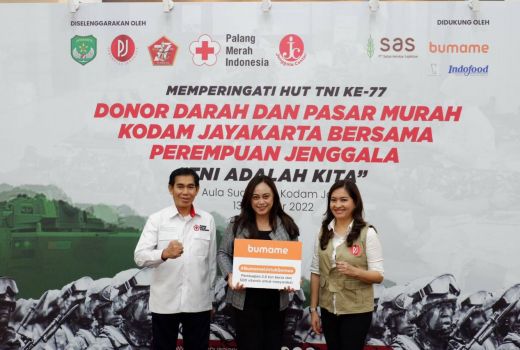 DISELENGGARAKAN OLEH
DIDUKUNG OLEH
Palang
Merah
Indonesia
sas
bumame
Indofood
MEMPERINGATI HUT TNI KE-77
DONOR DARAH DAN PASAR MURAH
KODAM JAYAKARTA BERSAMA
PEREMPUAN JENGGALA
ADALAH KITA”
Aula Kodam
2022
bumame
#BumameUntukSemua